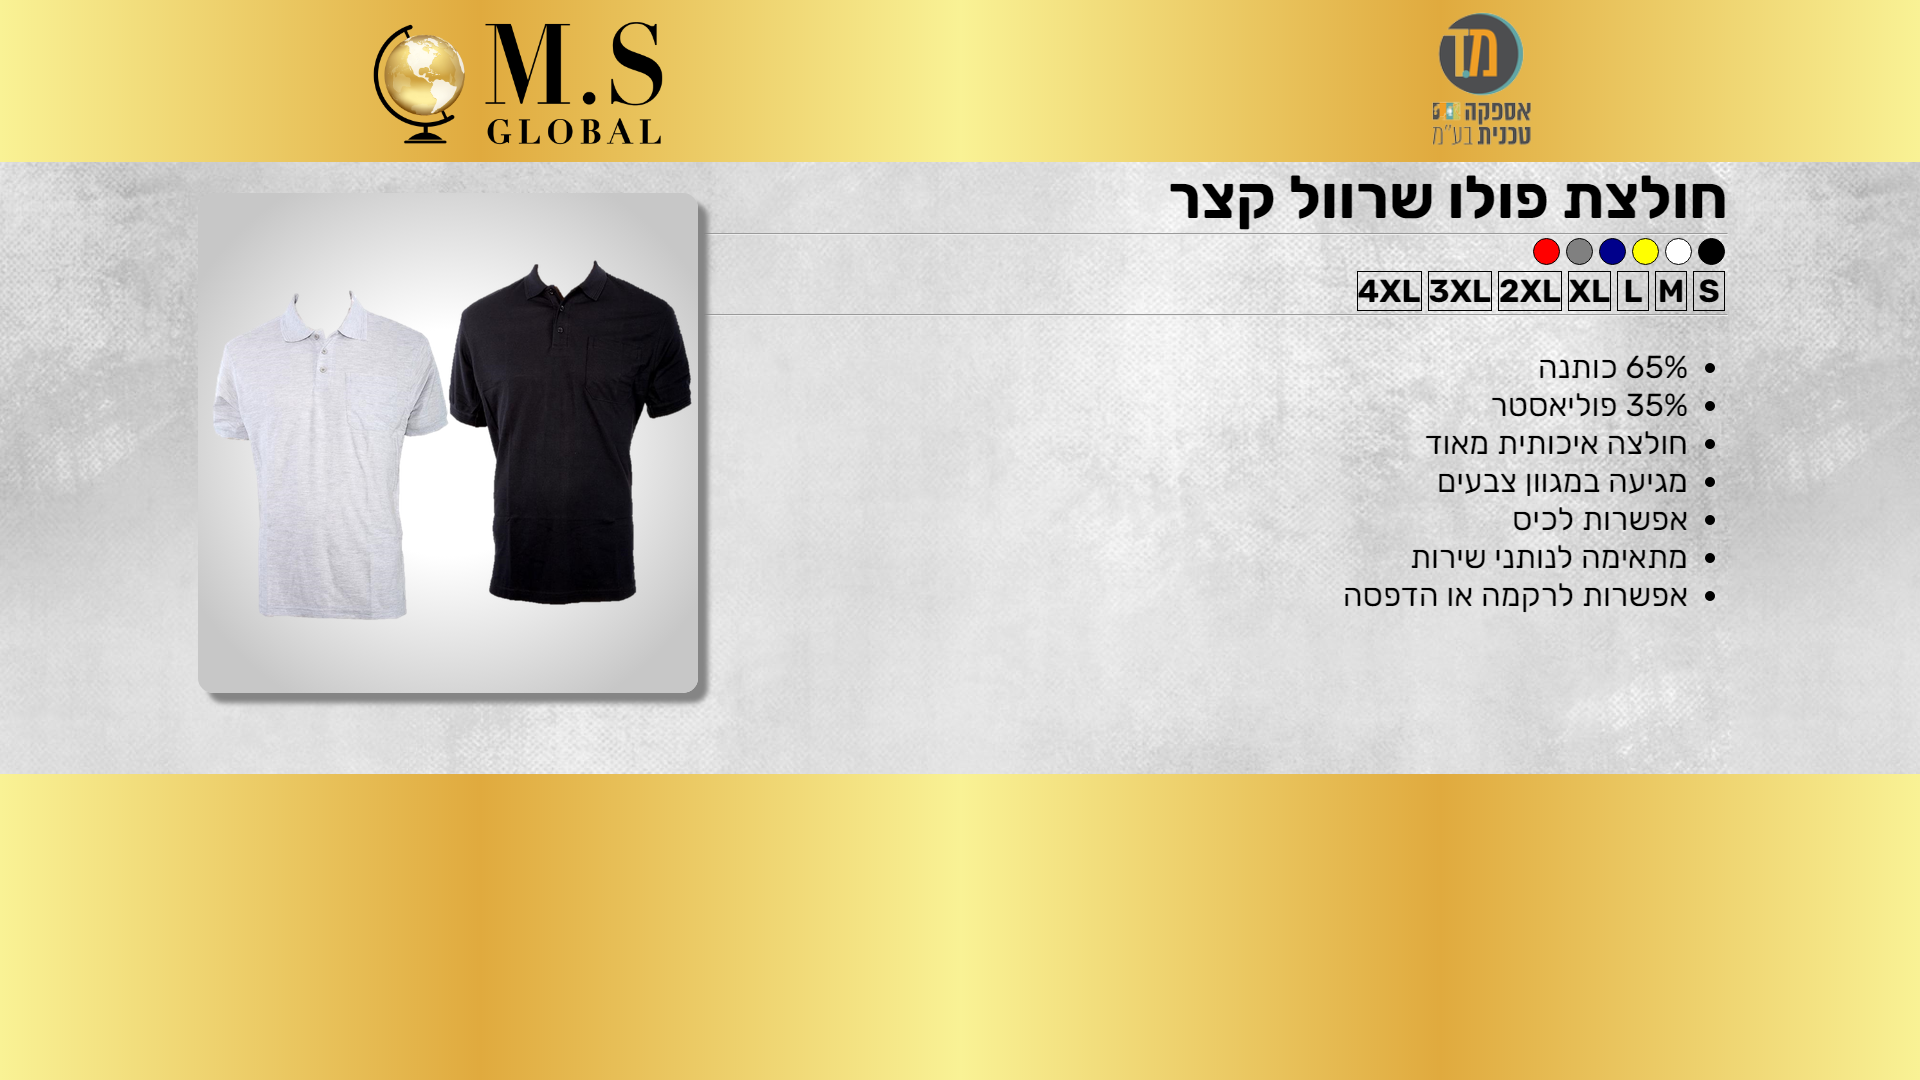 M.S
GLOBAL
מ.ד
אספקה
טכנית בע"מ
חולצת פולו שרוול קצר
S M L XL 2XL 3XL 4XL
65% כותנה
35% פוליאסטר
חולצה איכותית מאוד
מגיעה במגוון צבעים
אפשרות לכיס
מתאימה לנותני שירות
אפשרות לרקמה או הדפסה